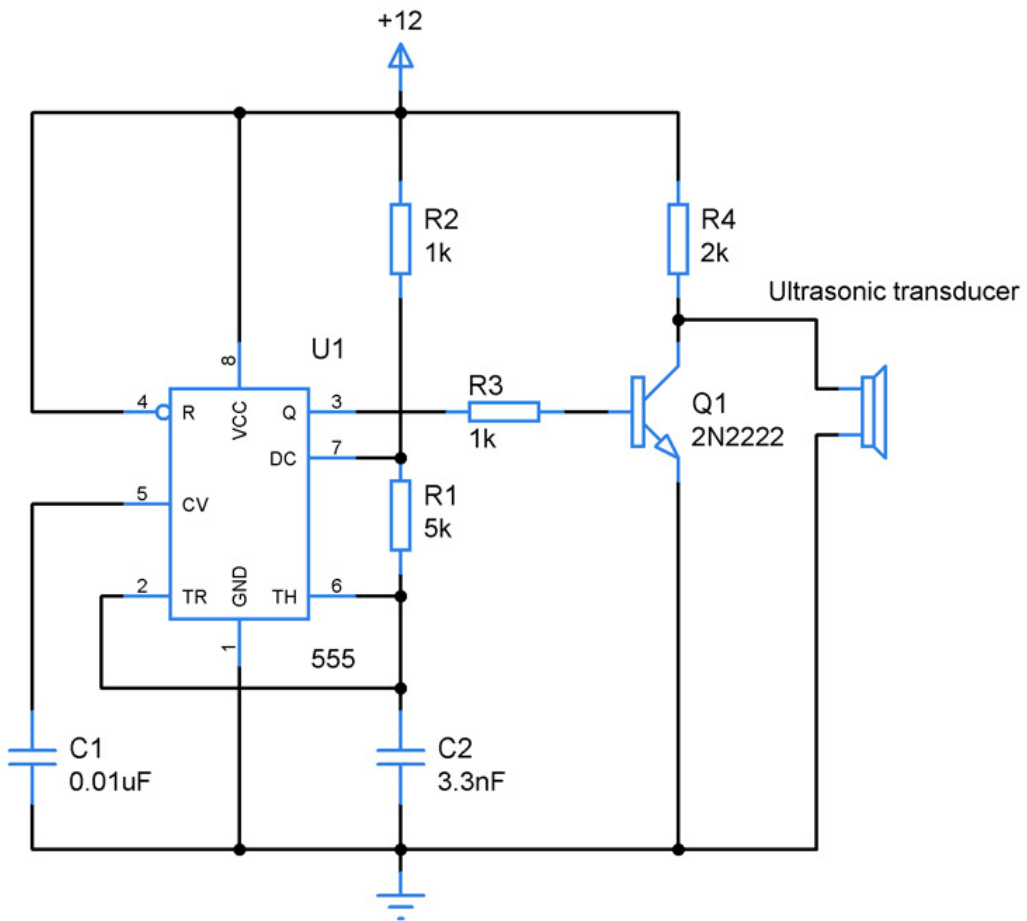 +12
R2
1k
R4
2k
Ultrasonic transducer
U1
8
4
R
VCC
Q
3
R3
1k
Q1
2N2222
DC
7
5
CV
R1
5k
2
TR
GND
TH
6
1
555
C1
0.01uF
C2
3.3nF